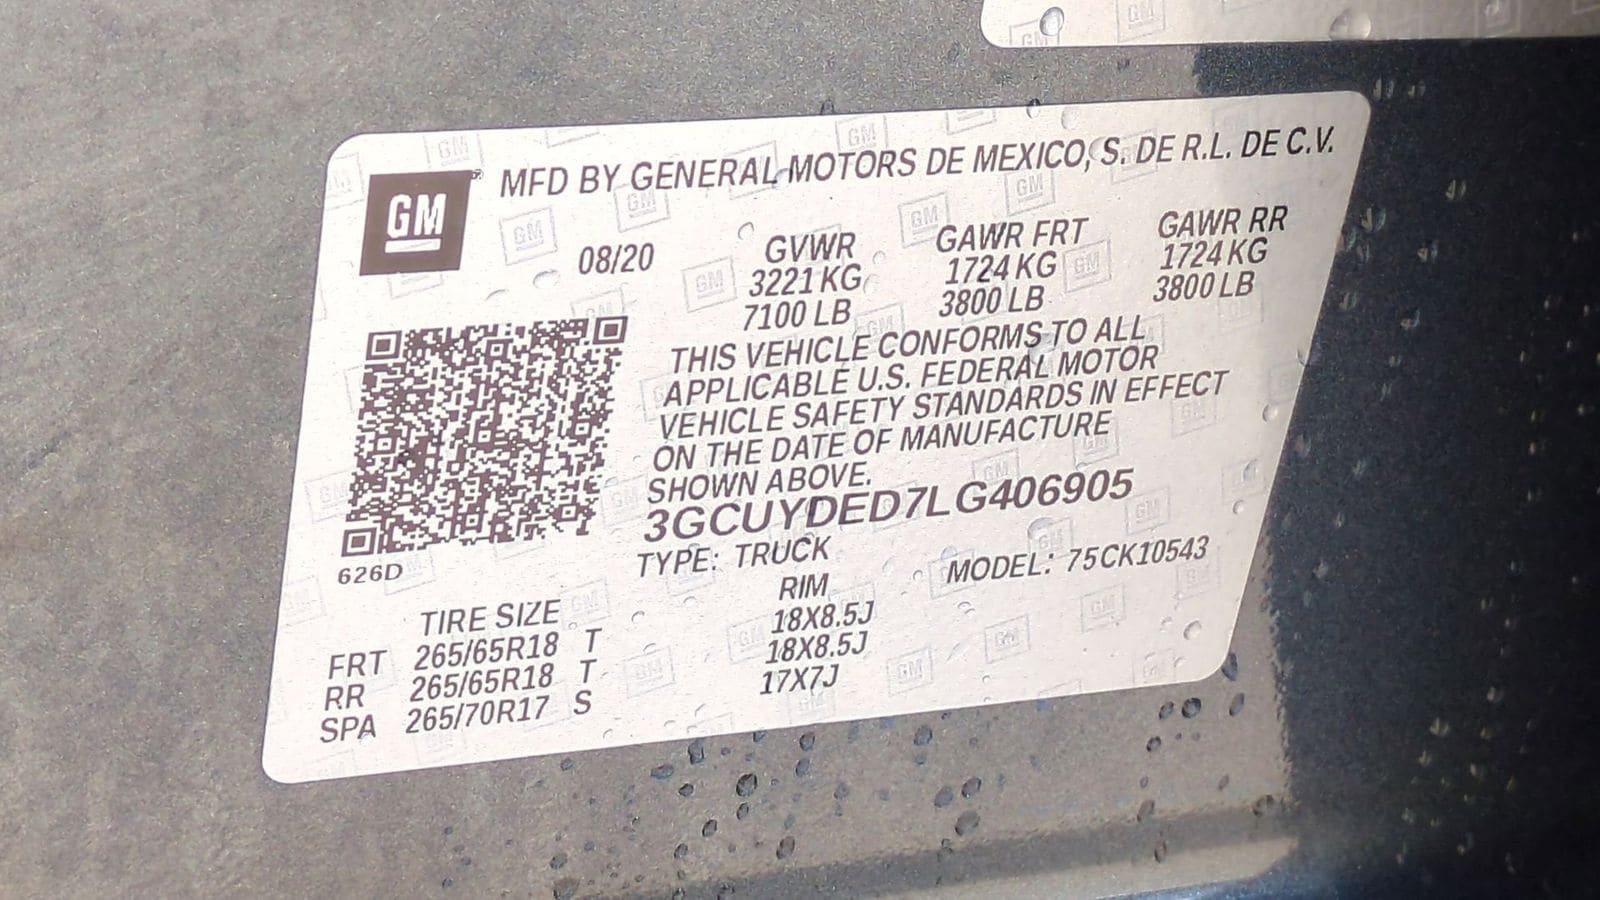 GM
MFD BY GENERAL MOTORS DE MEXICO, S. DE R.L. DE C.V.
08/20
GVWR GAWR FRT GAWR RR
3221 KG 1724 KG 1724 KG
7100 LB 3800 LB 3800 LB
THIS VEHICLE CONFORMS TO ALL
APPLICABLE U.S. FEDERAL MOTOR
VEHICLE SAFETY STANDARDS IN EFFECT
ON THE DATE OF MANUFACTURE
SHOWN ABOVE.
3GCUYDED7LG406905
626D
TYPE: TRUCK MODEL: 75CK10543
TIRE SIZE RIM
FRT 265/65R18 T 18X8.5J
RR 265/65R18 T 18X8.5J
SPA 265/70R17 S 17X7J